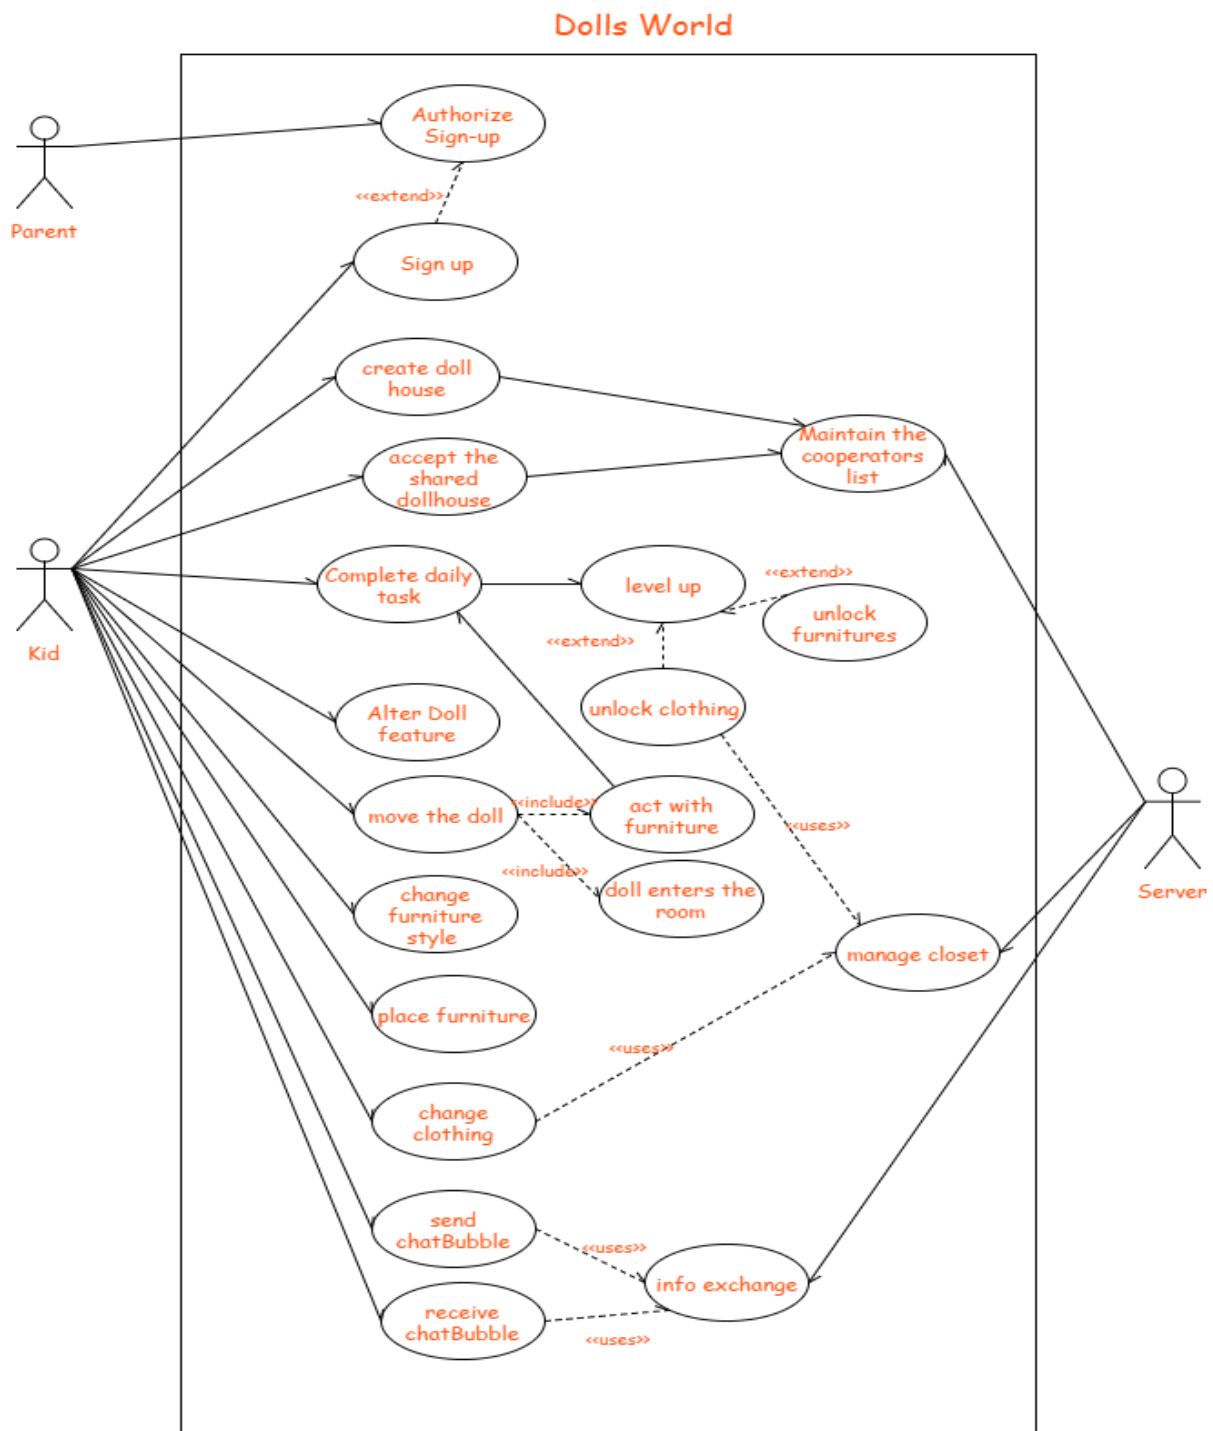 Dolls World
Authorize
Sign-up
<<extend>>
Parent
Sign up
create doll
house
Maintain the
cooperators
list
accept the
shared
dollhouse
Complete daily
task
level up
<<extend>>
unlock
furnitures
<<extend>>
Kid
unlock clothing
Alter Doll
feature
move the doll
<<include>>
act with
furniture
<<uses>>
<<include>>
doll enters the
room
Server
change
furniture
style
manage closet
place furniture
<<uses>>
change
clothing
send
chatBubble
<<uses>>
info exchange
receive
chatBubble
<<uses>>